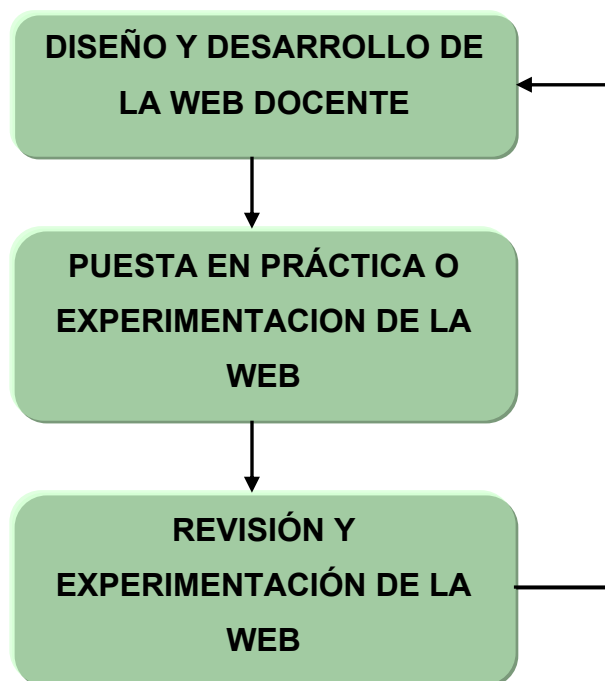 DISEÑO Y DESARROLLO DE
LA WEB DOCENTE
PUESTA EN PRÁCTICA O
EXPERIMENTACION DE LA
WEB
REVISIÓN Y
EXPERIMENTACIÓN DE LA
WEB